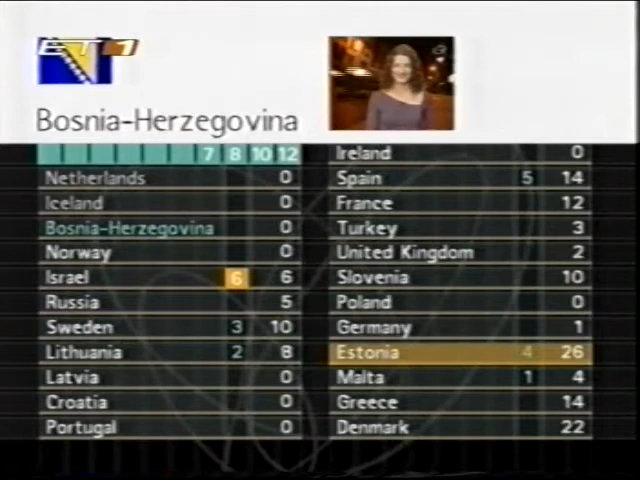 ET1
Bosnia-Herzegovina
7 8 10 12
Netherlands 0
Iceland 0
Bosnia-Herzegovina 0
Norway 0
Israel 6 6
Russia 5
Sweden 3 10
Lithuania 2 8
Latvia 0
Croatia 0
Portugal 0
Ireland 0
Spain 5 14
France 12
Turkey 3
United Kingdom 2
Slovenia 10
Poland 0
Germany 1
Estonia 4 26
Malta 1 4
Greece 14
Denmark 22